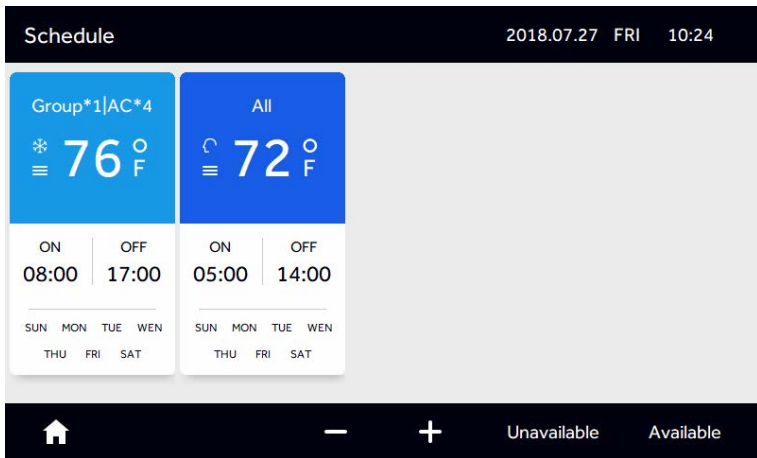 Schedule 2018.07.27 FRI 10:24
Group*1|AC*4
76 °F
ON OFF
08:00 17:00
SUN MON TUE WEN
THU FRI SAT
All
72 °F
ON OFF
05:00 14:00
SUN MON TUE WEN
THU FRI SAT
Unavailable Available